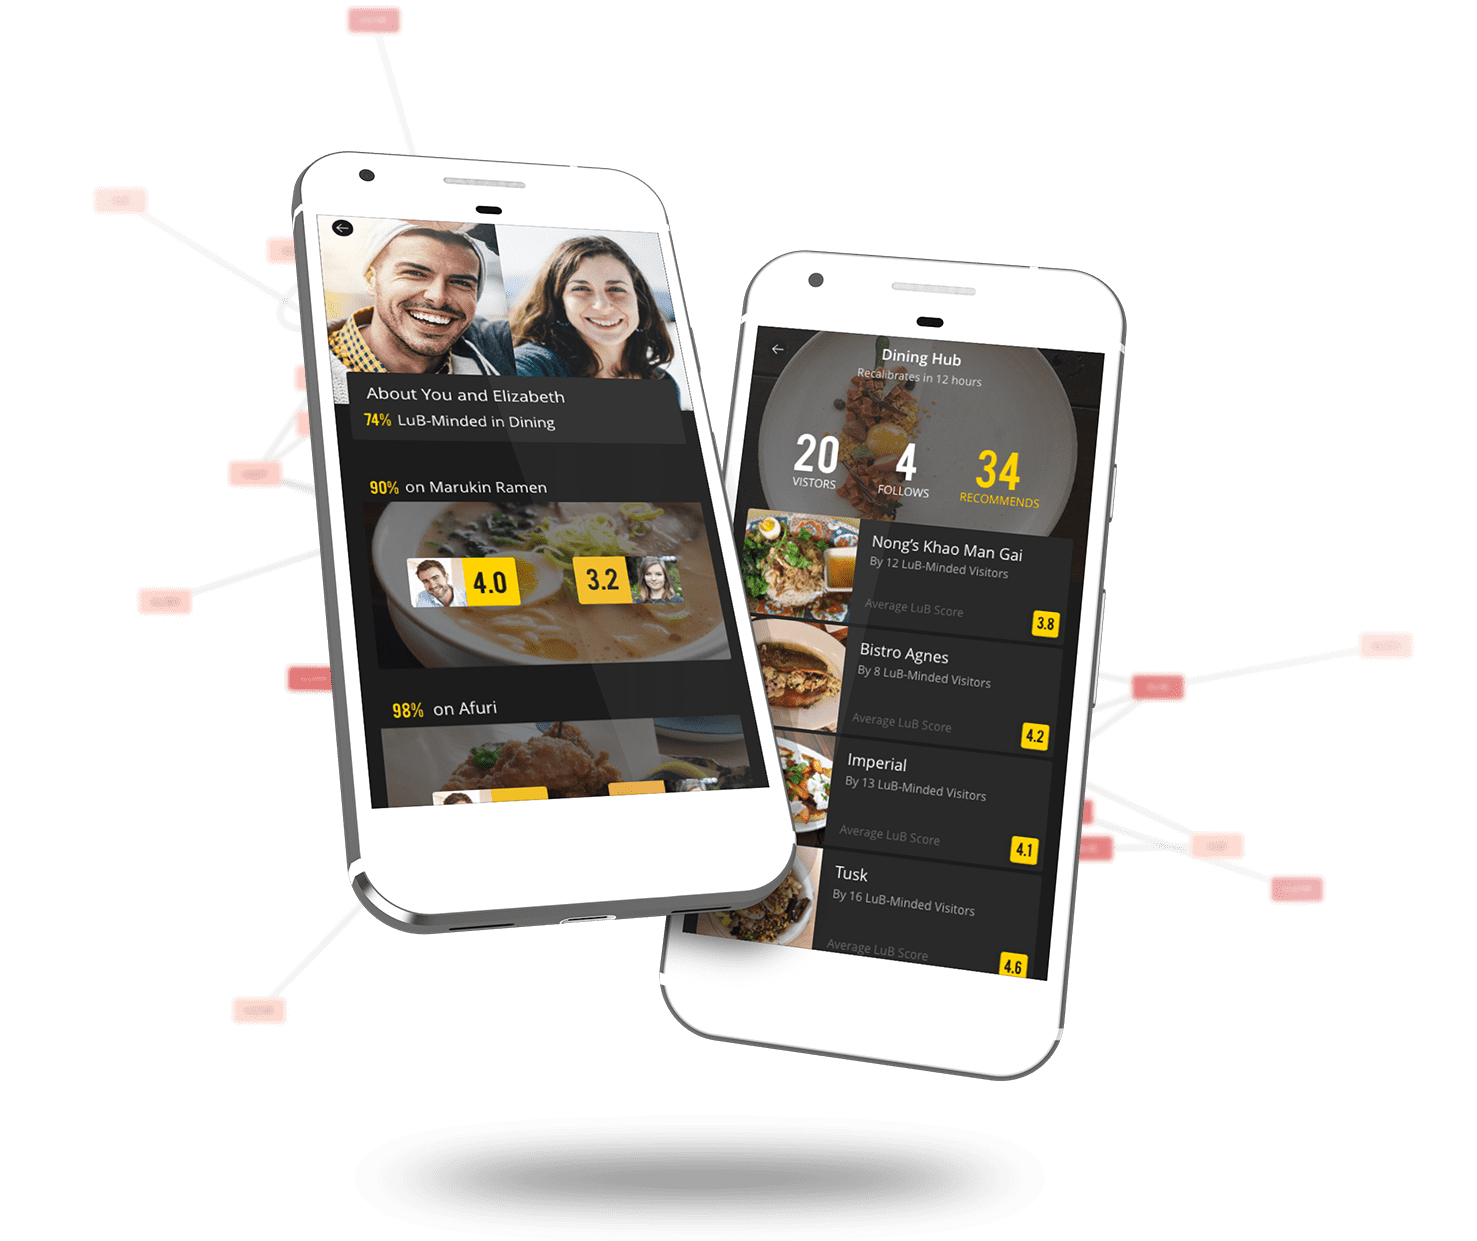 About You and Elizabeth
74% LuB-Minded in Dining
90% on Marukin Ramen
4.0
3.2
98% on Afuri
Dining Hub
Recalibrates in 12 hours
20
VISTORS
4
FOLLOWS
34
RECOMMENDS
Nong's Khao Man Gai
By 12 LuB-Minded Visitors
Average LuB Score
3.8
Bistro Agnes
By 8 LuB-Minded Visitors
Average LuB Score
4.2
Imperial
By 13 LuB-Minded Visitors
Average LuB Score
4.1
Tusk
By 16 LuB-Minded Visitors
Average LuB Score
4.6